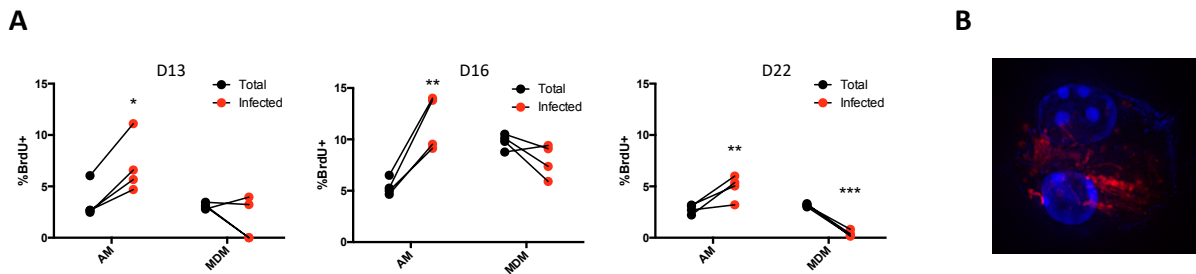 A
B
D13
15
10
5
0
%BrdU+
Total
Infected
*
AM
MDM
D16
15
10
5
0
%BrdU+
Total
Infected
**
AM
MDM
D22
15
10
5
0
%BrdU+
Total
Infected
**
***
AM
MDM